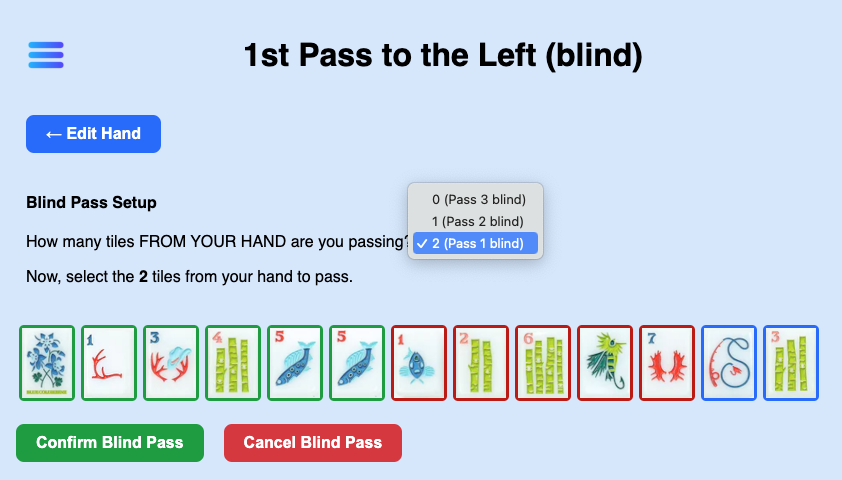 1st Pass to the Left (blind)
← Edit Hand
Blind Pass Setup
How many tiles FROM YOUR HAND are you passing?
0 (Pass 3 blind)
1 (Pass 2 blind)
✓ 2 (Pass 1 blind)
Now, select the 2 tiles from your hand to pass.
1 3 4 5 5 1 2 6 7 3
Confirm Blind Pass
Cancel Blind Pass